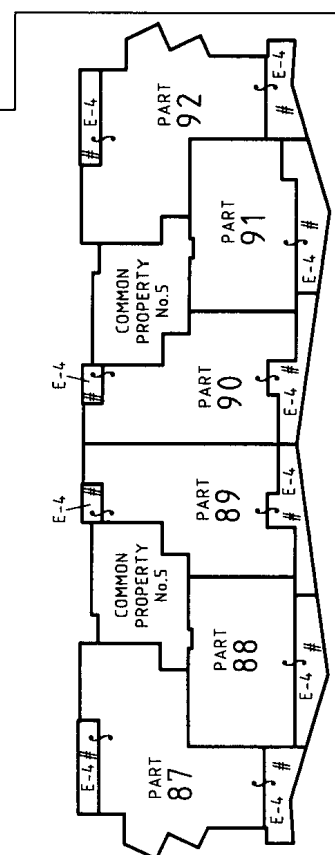 E-4
#
PART
92
E-4
#
PART
91
E-4
#
COMMON
PROPERTY
No.5
E-4
#
PART
90
E-4
#
E-4
#
PART
89
E-4
#
COMMON
PROPERTY
No.5
PART
88
E-4
#
E-4#
PART
87
E-4
#